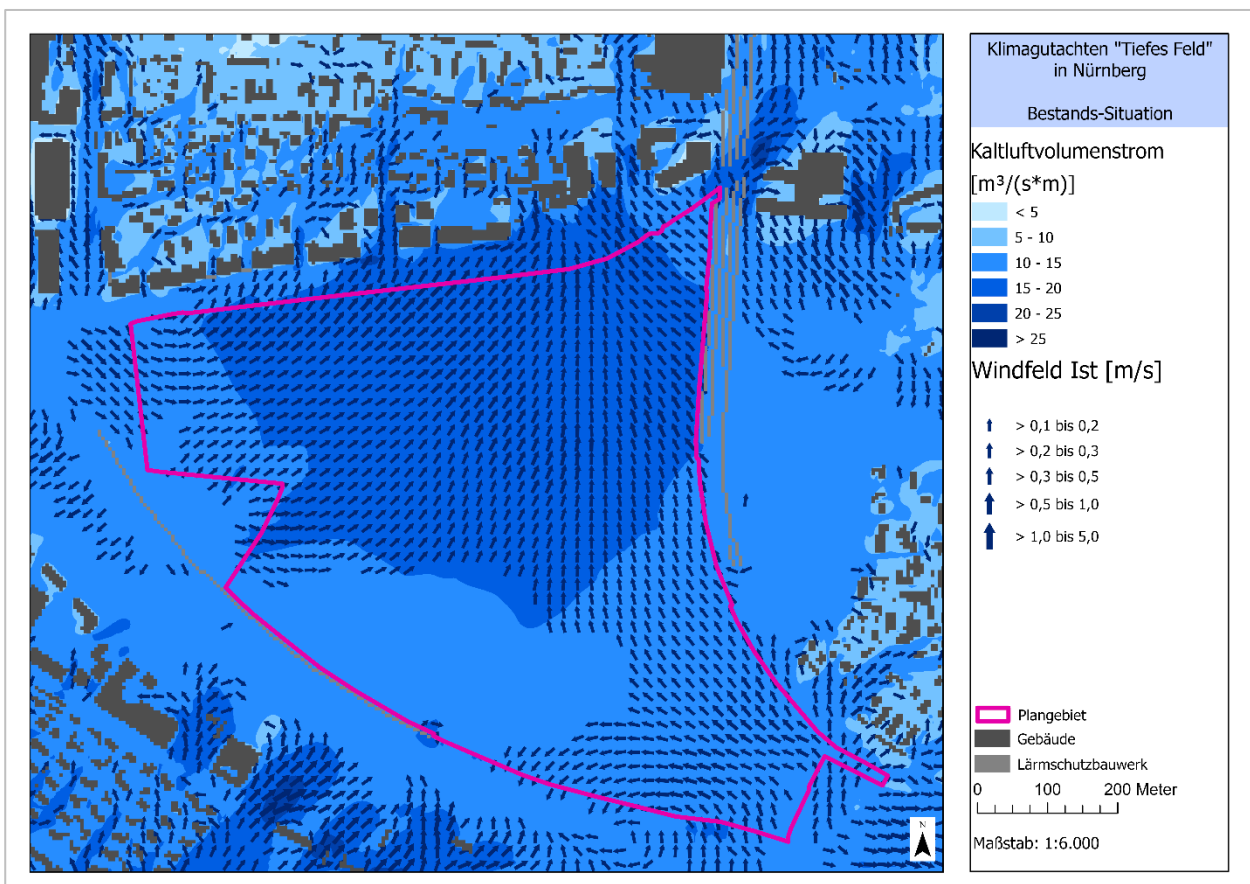 Klimagutachten "Tiefes Feld"
in Nürnberg
Bestands-Situation
Kaltluftvolumenstrom
[m³/(s*m)]
< 5
5 - 10
10 - 15
15 - 20
20 - 25
> 25
Windfeld Ist [m/s]
> 0,1 bis 0,2
> 0,2 bis 0,3
> 0,3 bis 0,5
> 0,5 bis 1,0
> 1,0 bis 5,0
Plangebiet
Gebäude
Lärmschutzbauwerk
0 100 200 Meter
N
Maßstab: 1:6.000